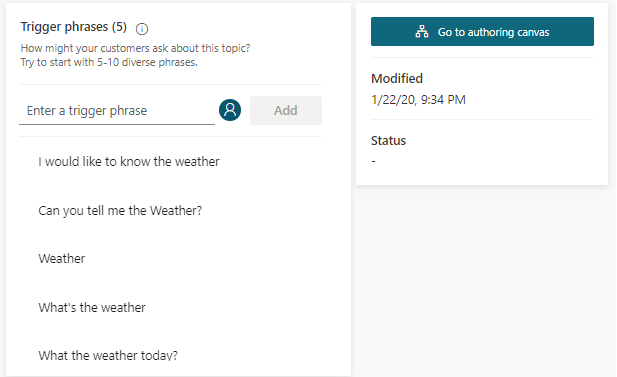 Trigger phrases (5)
How might your customers ask about this topic?
Try to start with 5-10 diverse phrases.
Enter a trigger phrase
Add
I would like to know the weather
Can you tell me the Weather?
Weather
What's the weather
What the weather today?
Go to authoring canvas
Modified
1/22/20, 9:34 PM
Status
-